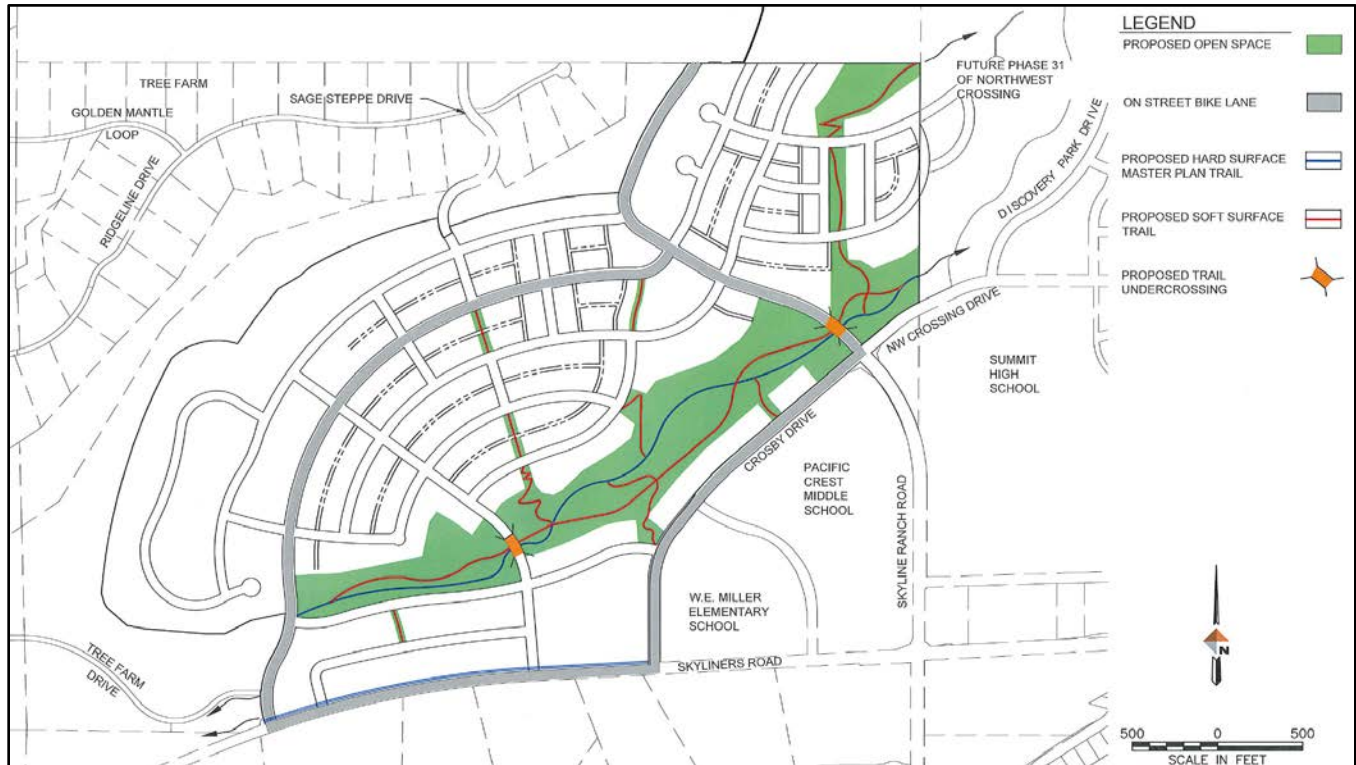 TREE FARM
GOLDEN MANTLE
LOOP
SAGE STEPPE DRIVE
RIDGELINE DRIVE
FUTURE PHASE 31
OF NORTHWEST
CROSSING
DISCOVERY PARK DRIVE
NW CROSSING DRIVE
SUMMIT
HIGH
SCHOOL
CROSBY DRIVE
PACIFIC
CREST
MIDDLE
SCHOOL
SKYLINE RANCH ROAD
W.E. MILLER
ELEMENTARY
SCHOOL
SKYLINERS ROAD
TREE FARM
DRIVE
LEGEND
PROPOSED OPEN SPACE
ON STREET BIKE LANE
PROPOSED HARD SURFACE
MASTER PLAN TRAIL
PROPOSED SOFT SURFACE
TRAIL
PROPOSED TRAIL
UNDERCROSSING
N
500 0 500
SCALE IN FEET